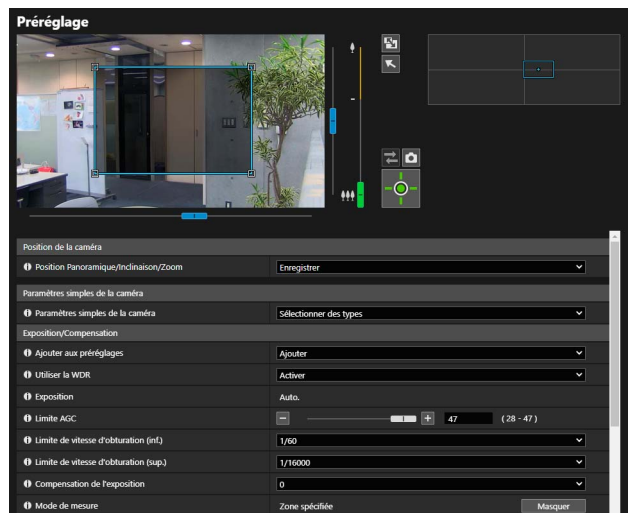 Préréglage
Position de la caméra
Position Panoramique/Inclinaison/Zoom Enregistrer
Paramètres simples de la caméra
Paramètres simples de la caméra Sélectionner des types
Exposition/Compensation
Ajouter aux préréglages Ajouter
Utiliser la WDR Activer
Exposition Auto.
Limite AGC 47 ( 28 - 47 )
Limite de vitesse d'obturation (inf.) 1/60
Limite de vitesse d'obturation (sup.) 1/16000
Compensation de l'exposition 0
Mode de mesure Zone spécifiée Masquer